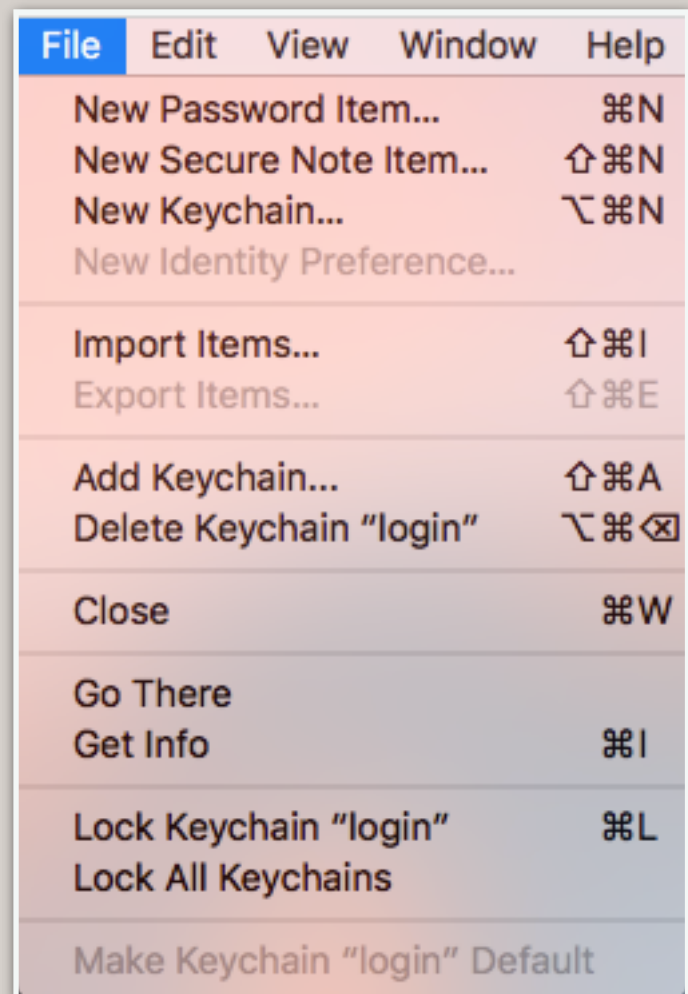 File Edit View Window Help
New Password Item... ⌘N
New Secure Note Item... ⇧⌘N
New Keychain... ⌥⌘N
New Identity Preference...
Import Items... ⇧⌘I
Export Items... ⇧⌘E
Add Keychain... ⇧⌘A
Delete Keychain “login” ⌥⌘⌫
Close ⌘W
Go There
Get Info ⌘I
Lock Keychain “login” ⌘L
Lock All Keychains
Make Keychain “login” Default